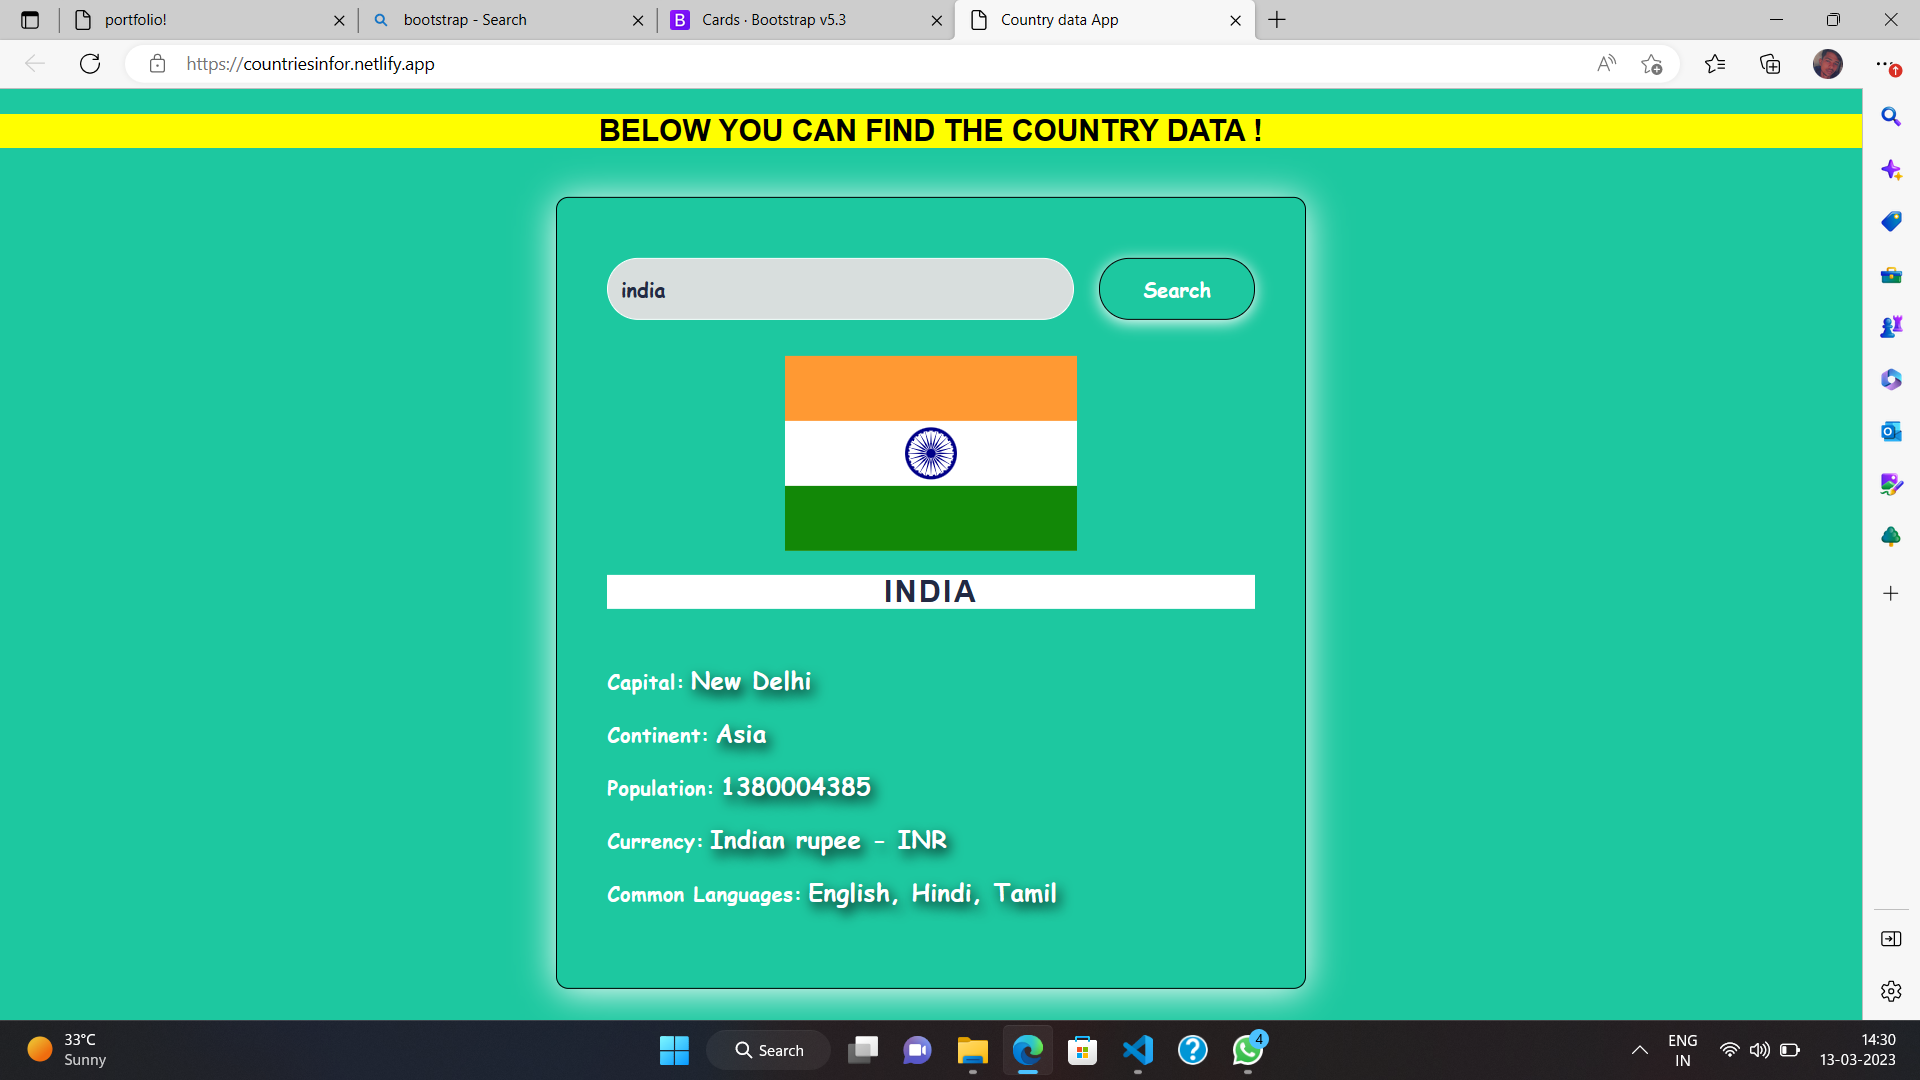 portfolio!
bootstrap - Search
Cards · Bootstrap v5.3
Country data App
https://countriesinfor.netlify.app
BELOW YOU CAN FIND THE COUNTRY DATA !
india
Search
INDIA
Capital: New Delhi
Continent: Asia
Population: 1380004385
Currency: Indian rupee - INR
Common Languages: English, Hindi, Tamil
33°C
Sunny
Search
4
ENG
IN
14:30
13-03-2023